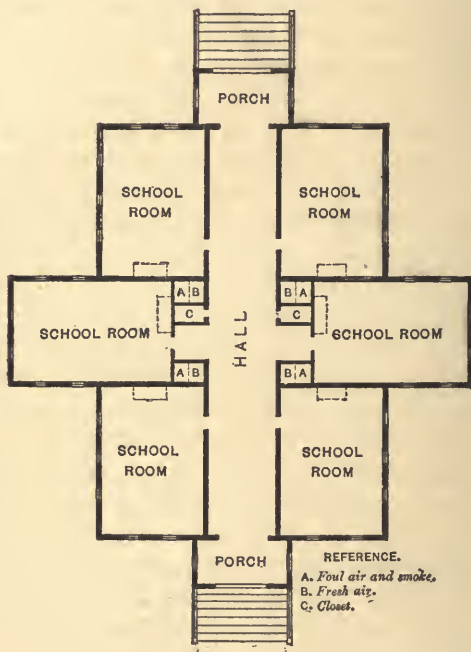 PORCH
SCHOOL
ROOM
SCHOOL
ROOM
A B
B A
C
C
SCHOOL ROOM
HALL
SCHOOL ROOM
A B
B A
SCHOOL
ROOM
SCHOOL
ROOM
PORCH
REFERENCE.
A. Foul air and smoke.
B. Fresh air.
C. Closet.